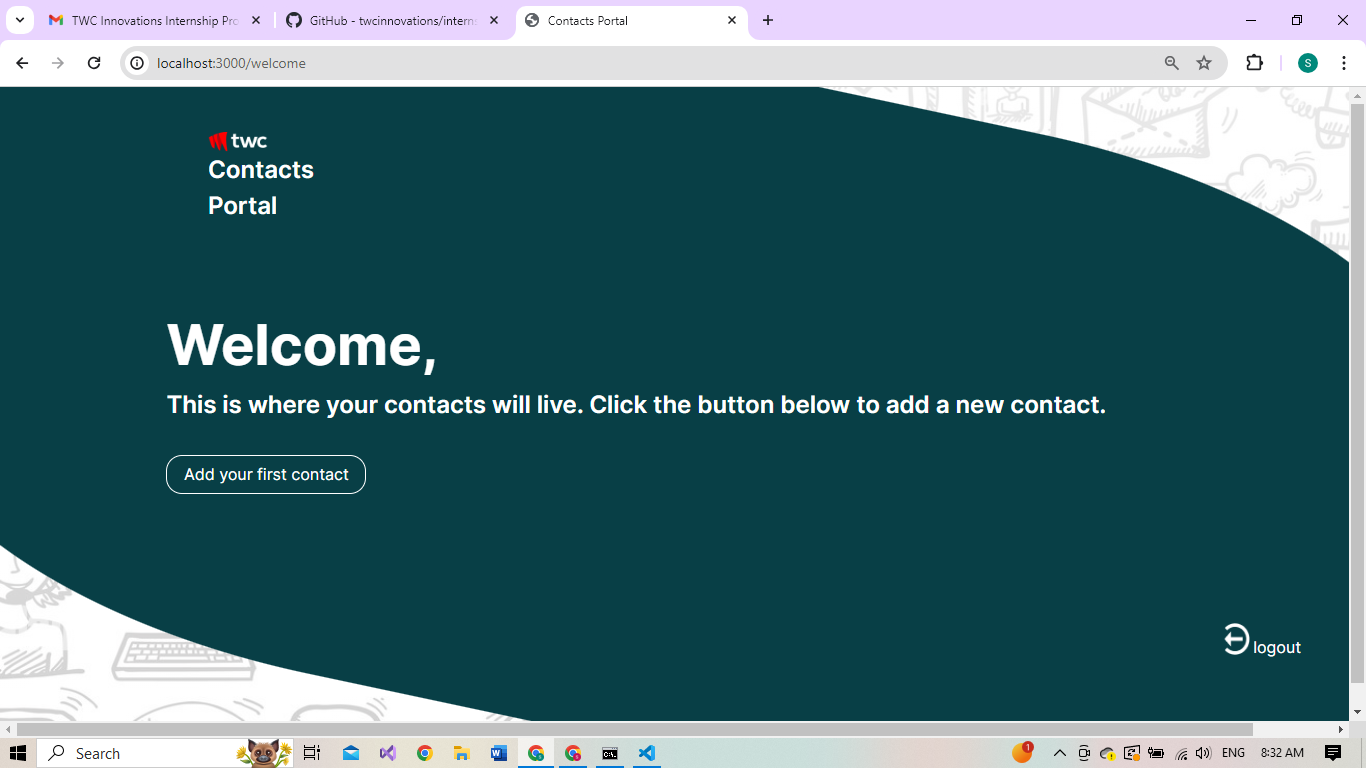 TWC Innovations Internship Pro
GitHub - twcinnovations/intern
Contacts Portal
localhost:3000/welcome
S
twc
Contacts
Portal
Welcome,
This is where your contacts will live. Click the button below to add a new contact.
Add your first contact
logout
Search
1
ENG
8:32 AM